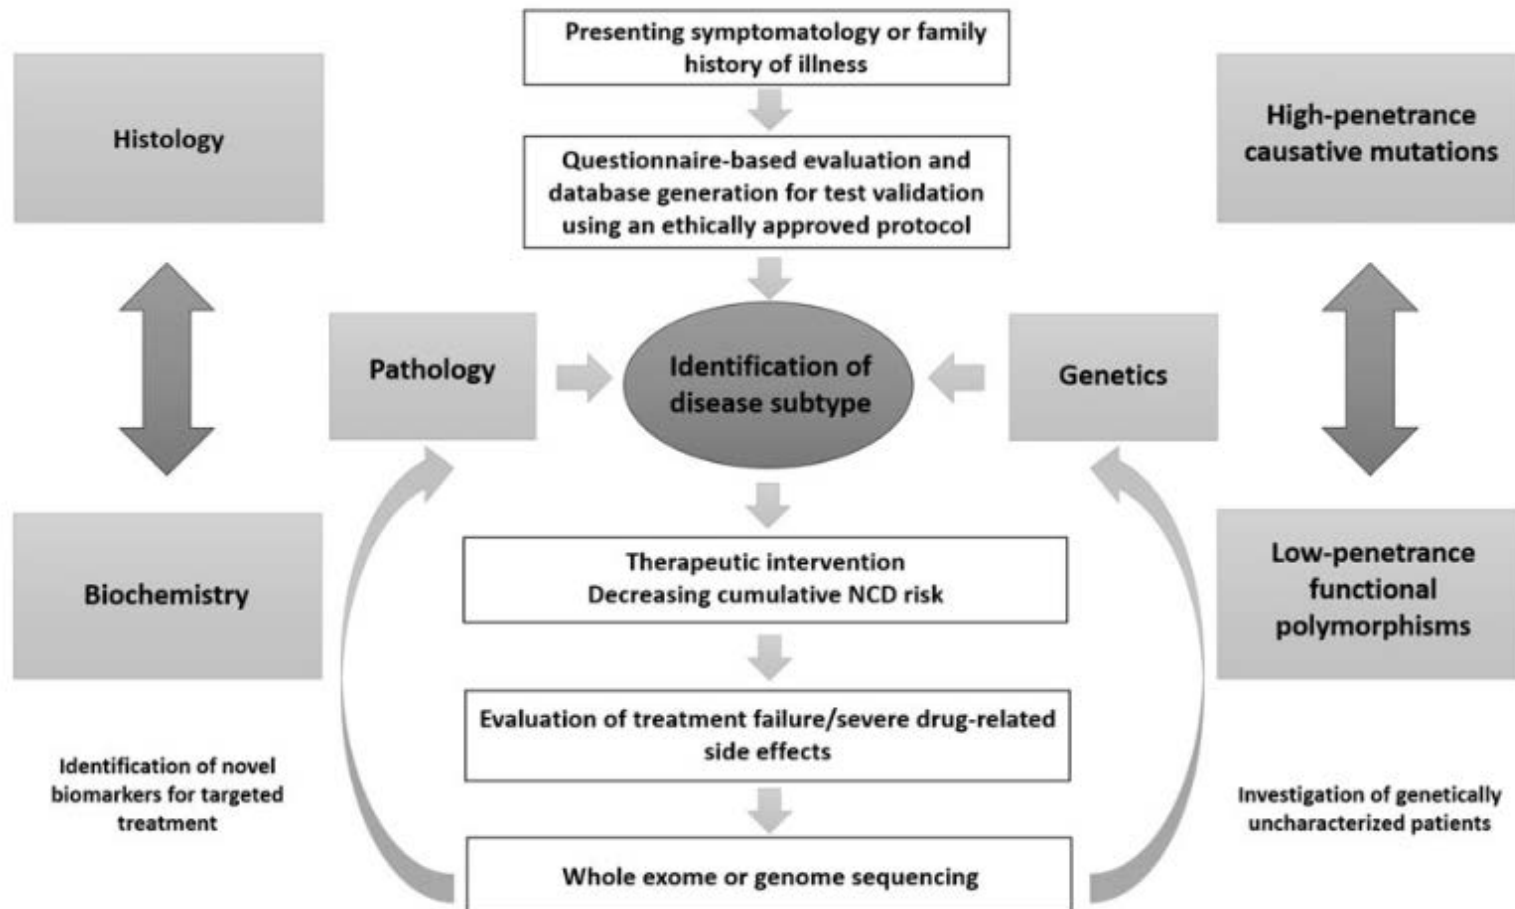 Presenting symptomatology or family
history of illness
Histology
High-penetrance
causative mutations
Questionnaire-based evaluation and
database generation for test validation
using an ethically approved protocol
Pathology
Identification of
disease subtype
Genetics
Biochemistry
Therapeutic intervention
Decreasing cumulative NCD risk
Low-penetrance
functional
polymorphisms
Evaluation of treatment failure/severe drug-related
side effects
Identification of novel
biomarkers for targeted
treatment
Investigation of genetically
uncharacterized patients
Whole exome or genome sequencing